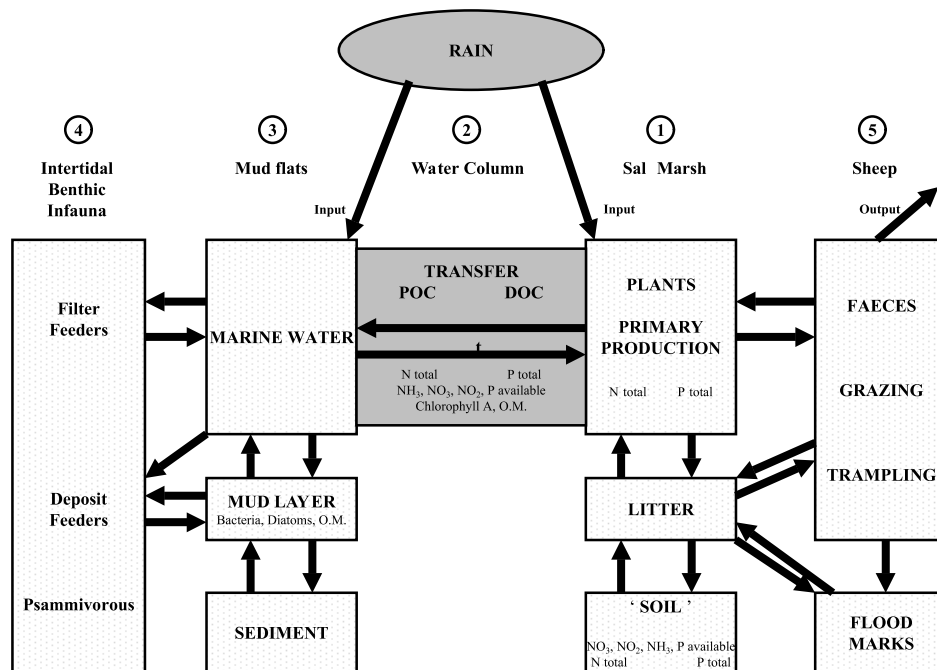 RAIN
4
3
2
1
5
Intertidal
Benthic
Infauna
Mud flats
Water Column
Sal Marsh
Sheep
Input
Input
Output
Filter
Feeders
Deposit
Feeders
Psammivorous
MARINE WATER
MUD LAYER
Bacteria, Diatoms, O.M.
SEDIMENT
TRANSFER
POC DOC
t
N total P total
NH₃, NO₃, NO₂, P available
Chlorophyll A, O.M.
PLANTS
PRIMARY
PRODUCTION
N total P total
LITTER
‘ SOIL ’
NO₃, NO₂, NH₃, P available
N total P total
FAECES
GRAZING
TRAMPLING
FLOOD
MARKS